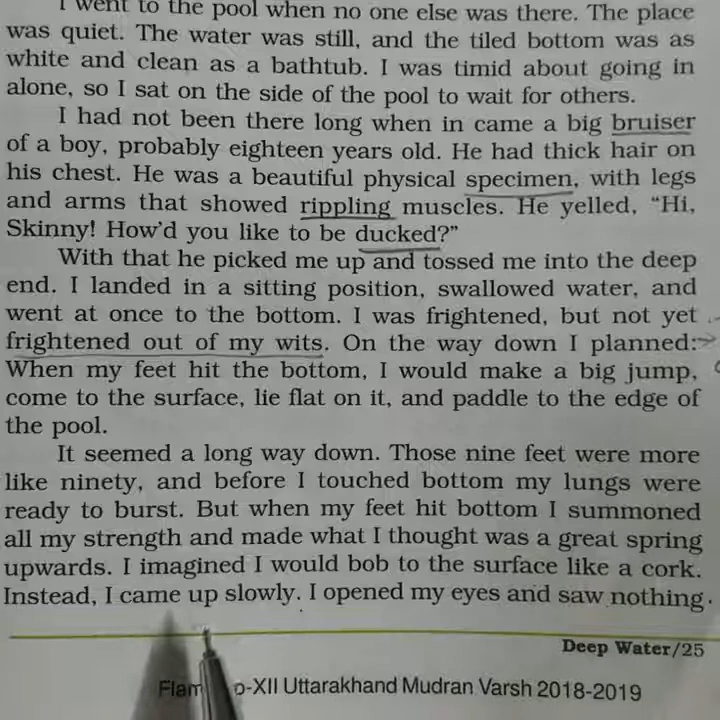 I went to the pool when no one else was there. The place
was quiet. The water was still, and the tiled bottom was as
white and clean as a bathtub. I was timid about going in
alone, so I sat on the side of the pool to wait for others.
I had not been there long when in came a big bruiser
of a boy, probably eighteen years old. He had thick hair on
his chest. He was a beautiful physical specimen, with legs
and arms that showed rippling muscles. He yelled, “Hi,
Skinny! How’d you like to be ducked?”
With that he picked me up and tossed me into the deep
end. I landed in a sitting position, swallowed water, and
went at once to the bottom. I was frightened, but not yet
frightened out of my wits. On the way down I planned:
When my feet hit the bottom, I would make a big jump,
come to the surface, lie flat on it, and paddle to the edge of
the pool.
It seemed a long way down. Those nine feet were more
like ninety, and before I touched bottom my lungs were
ready to burst. But when my feet hit bottom I summoned
all my strength and made what I thought was a great spring
upwards. I imagined I would bob to the surface like a cork.
Instead, I came up slowly. I opened my eyes and saw nothing
Deep Water/25
o-XII Uttarakhand Mudran Varsh 2018-2019